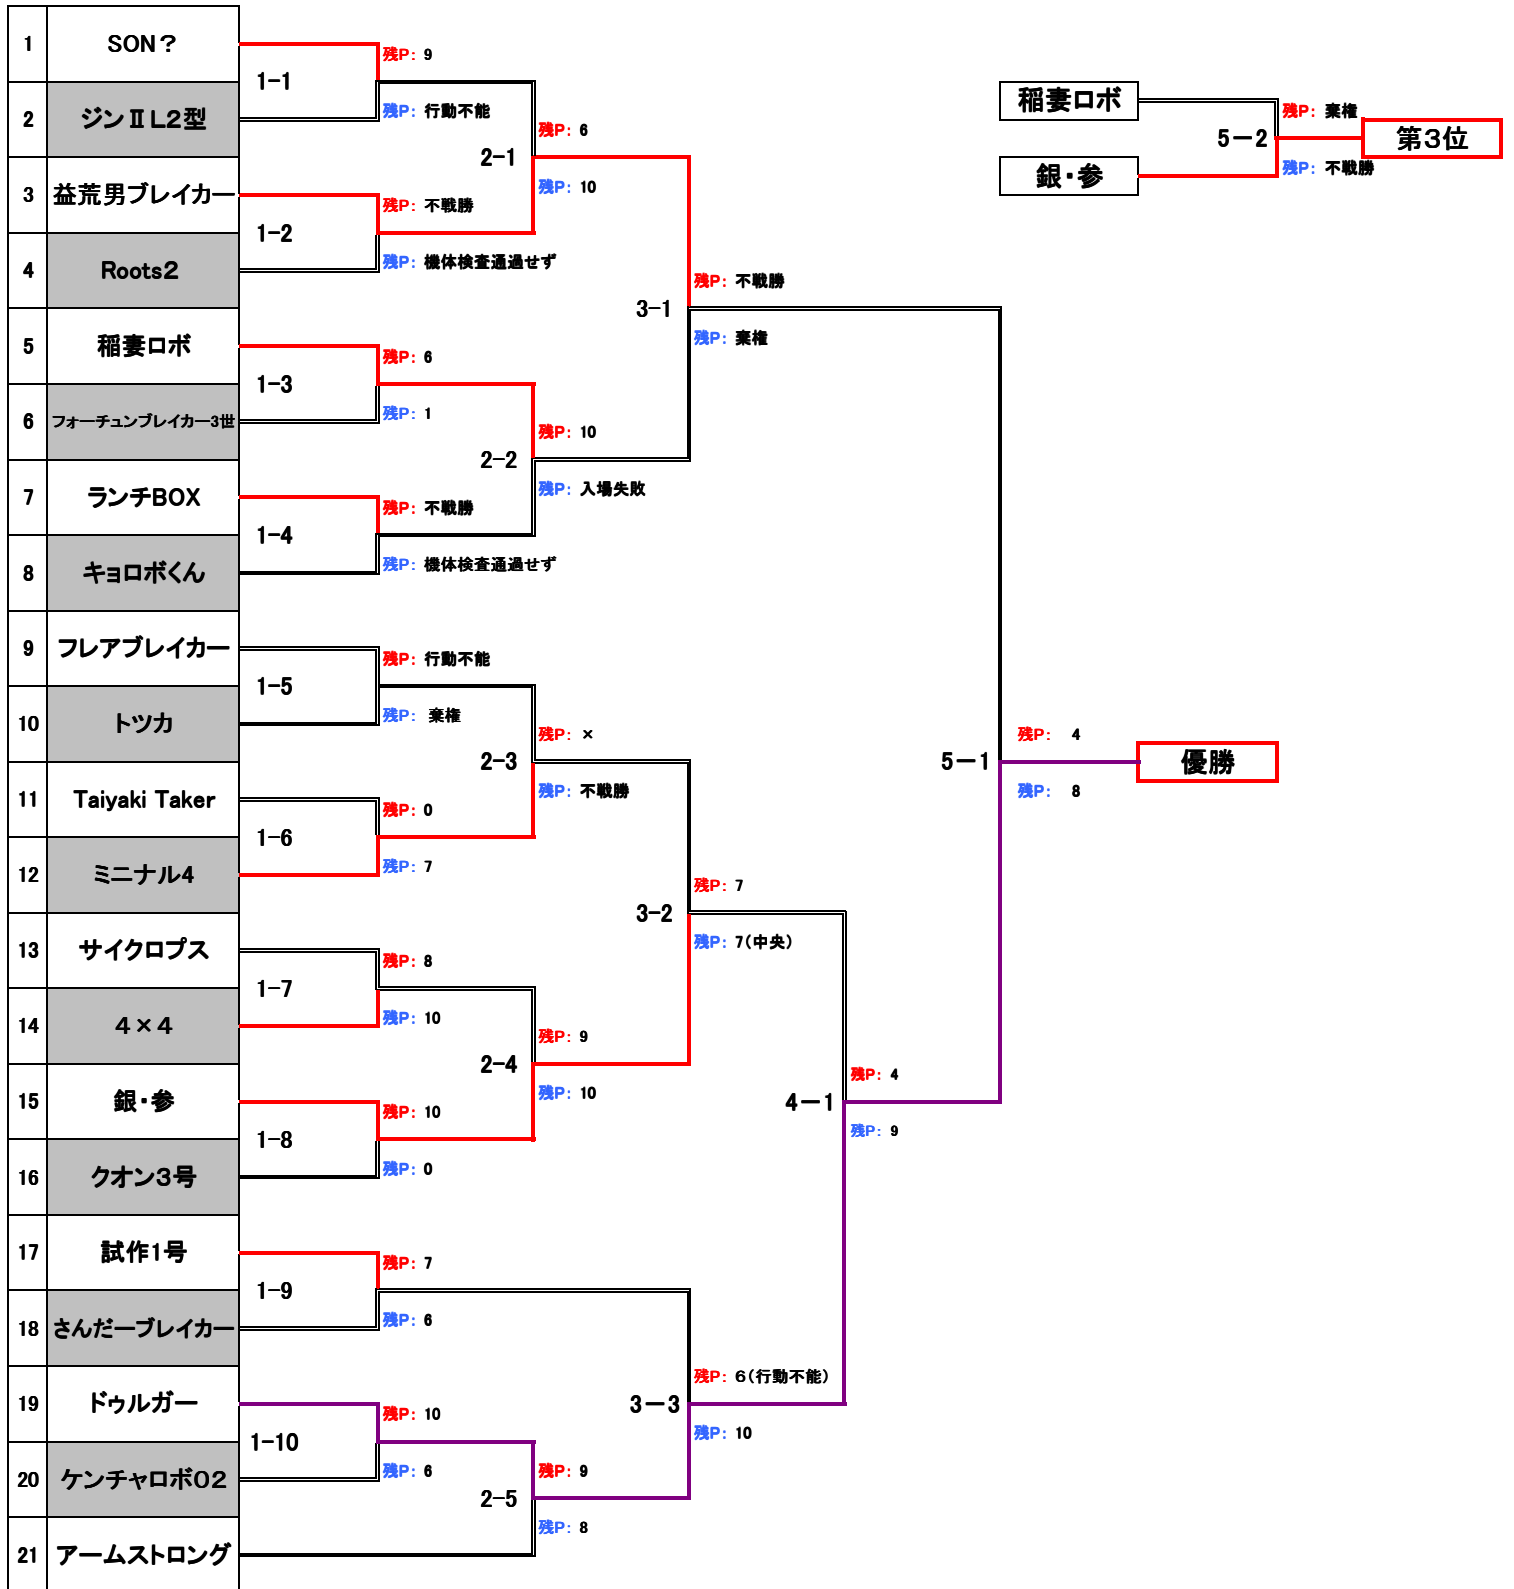 1 SON？
2 ジンⅡL2型
3 益荒男ブレイカー
4 Roots2
5 稲妻ロボ
6 フォーチュンブレイカー3世
7 ランチBOX
8 キョロボくん
9 フレアブレイカー
10 トツカ
11 Taiyaki Taker
12 ミニナル4
13 サイクロプス
14 4×4
15 銀・参
16 クオン3号
17 試作1号
18 さんだーブレイカー
19 ドゥルガー
20 ケンチャロボ02
21 アームストロング
1-1
残P: 9
残P: 行動不能
1-2
残P: 不戦勝
残P: 機体検査通過せず
1-3
残P: 6
残P: 1
1-4
残P: 不戦勝
残P: 機体検査通過せず
1-5
残P: 行動不能
残P: 棄権
1-6
残P: 0
残P: 7
1-7
残P: 8
残P: 10
1-8
残P: 10
残P: 0
1-9
残P: 7
残P: 6
1-10
残P: 10
残P: 6
2-1
残P: 6
残P: 10
2-2
残P: 10
残P: 入場失敗
2-3
残P: ×
残P: 不戦勝
2-4
残P: 9
残P: 10
2-5
残P: 9
残P: 8
3-1
残P: 不戦勝
残P: 棄権
3-2
残P: 7
残P: 7(中央)
3-3
残P: 6(行動不能)
残P: 10
4-1
残P: 4
残P: 9
5-1
残P: 4
残P: 8
優勝
稲妻ロボ
銀・参
5-2
残P: 棄権
残P: 不戦勝
第3位